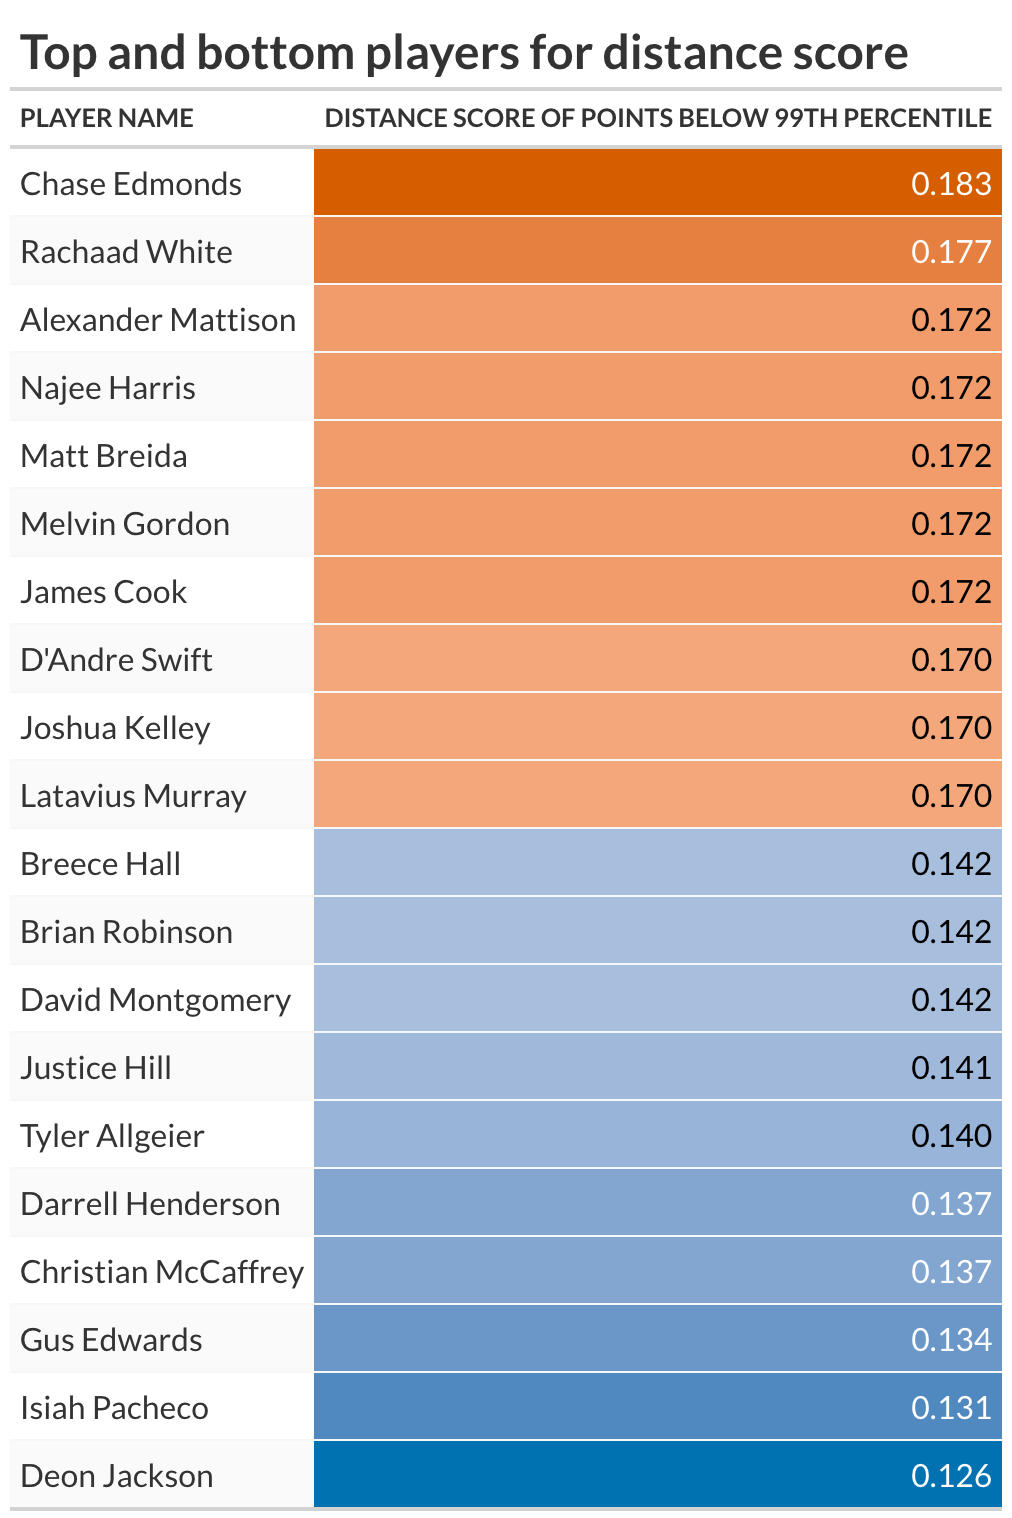 Top and bottom players for distance score
PLAYER NAME DISTANCE SCORE OF POINTS BELOW 99TH PERCENTILE
Chase Edmonds 0.183
Rachaad White 0.177
Alexander Mattison 0.172
Najee Harris 0.172
Matt Breida 0.172
Melvin Gordon 0.172
James Cook 0.172
D'Andre Swift 0.170
Joshua Kelley 0.170
Latavius Murray 0.170
Breece Hall 0.142
Brian Robinson 0.142
David Montgomery 0.142
Justice Hill 0.141
Tyler Allgeier 0.140
Darrell Henderson 0.137
Christian McCaffrey 0.137
Gus Edwards 0.134
Isiah Pacheco 0.131
Deon Jackson 0.126